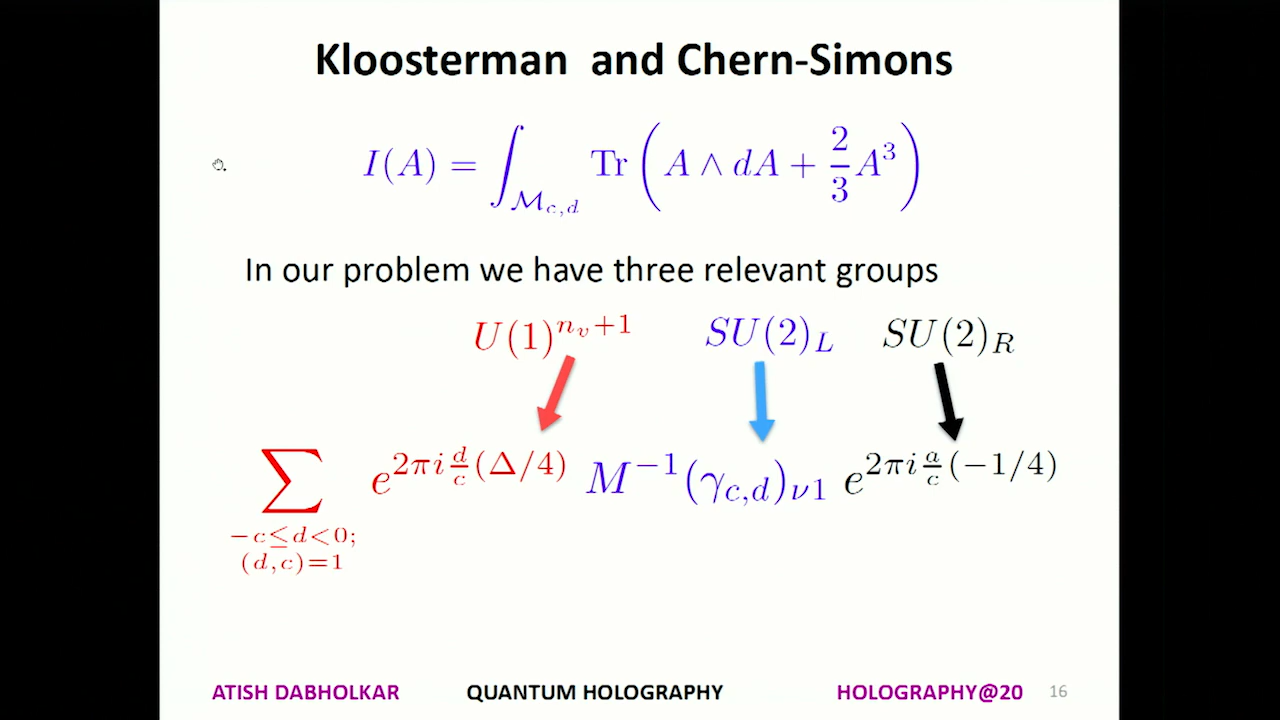 Kloosterman and Chern-Simons
I(A) = ∫_{M_{c,d}} Tr ( A ∧ dA + 2/3 A³ )
In our problem we have three relevant groups
U(1)^{n_v+1} SU(2)_L SU(2)_R
∑_{-c≤d<0; (d,c)=1} e^{2πi d/c (Δ/4)} M^{-1}(γ_{c,d})_{ν1} e^{2πi a/c (-1/4)}
ATISH DABHOLKAR QUANTUM HOLOGRAPHY HOLOGRAPHY@20 16